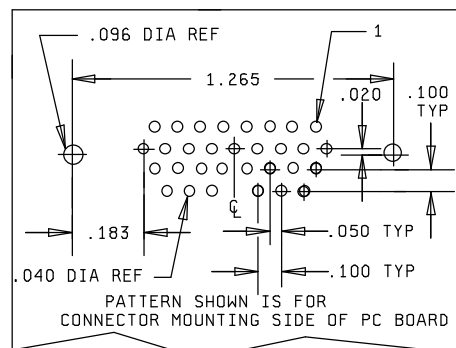 .096 DIA REF
1
1.265
.020
.100
TYP
.183
.050 TYP
.040 DIA REF
.100 TYP
PATTERN SHOWN IS FOR
CONNECTOR MOUNTING SIDE OF PC BOARD